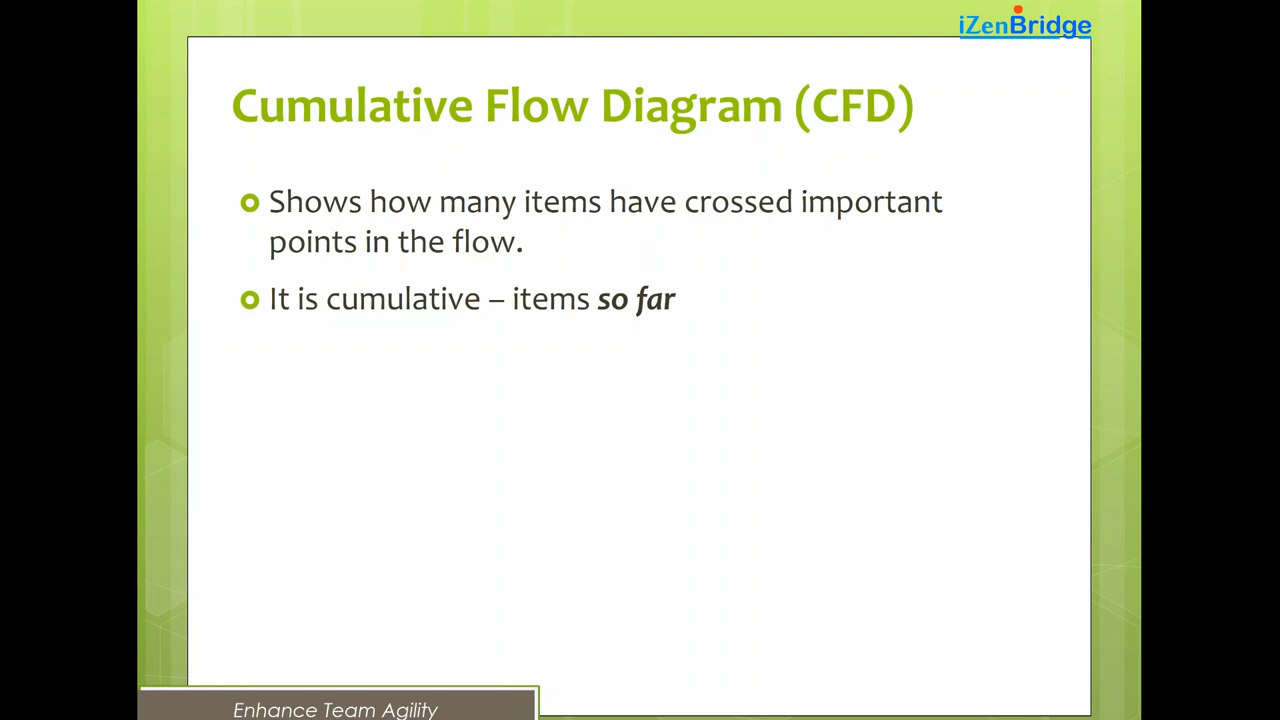 iZenBridge
Cumulative Flow Diagram (CFD)
Shows how many items have crossed important
points in the flow.
It is cumulative – items so far
Enhance Team Agility